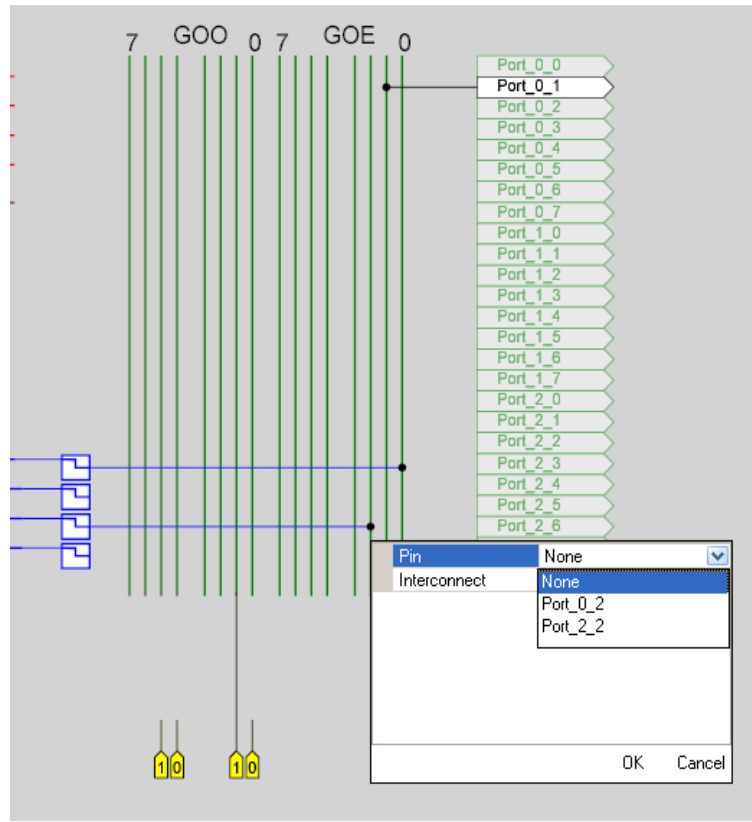 7 GOO 0 7 GOE 0
Port_0_0
Port_0_1
Port_0_2
Port_0_3
Port_0_4
Port_0_5
Port_0_6
Port_0_7
Port_1_0
Port_1_1
Port_1_2
Port_1_3
Port_1_4
Port_1_5
Port_1_6
Port_1_7
Port_2_0
Port_2_1
Port_2_2
Port_2_3
Port_2_4
Port_2_5
Port_2_6
Pin None
Interconnect None
Port_0_2
Port_2_2
OK Cancel
1 0 1 0